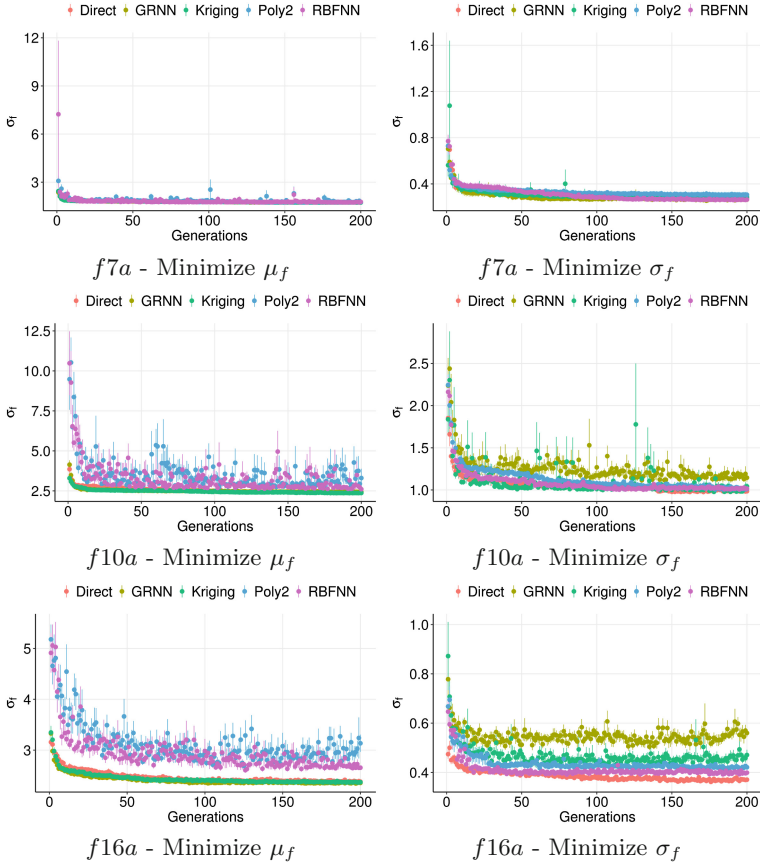 Direct GRNN Kriging Poly2 RBFNN
12
9
6
3
σf
0 50 100 150 200
Generations
f7a - Minimize μf
Direct GRNN Kriging Poly2 RBFNN
1.6
1.2
0.8
0.4
σf
0 50 100 150 200
Generations
f7a - Minimize σf
Direct GRNN Kriging Poly2 RBFNN
12.5
10.0
7.5
5.0
2.5
σf
0 50 100 150 200
Generations
f10a - Minimize μf
Direct GRNN Kriging Poly2 RBFNN
2.5
2.0
1.5
1.0
σf
0 50 100 150 200
Generations
f10a - Minimize σf
Direct GRNN Kriging Poly2 RBFNN
5
4
3
σf
0 50 100 150 200
Generations
f16a - Minimize μf
Direct GRNN Kriging Poly2 RBFNN
1.0
0.8
0.6
0.4
σf
0 50 100 150 200
Generations
f16a - Minimize σf